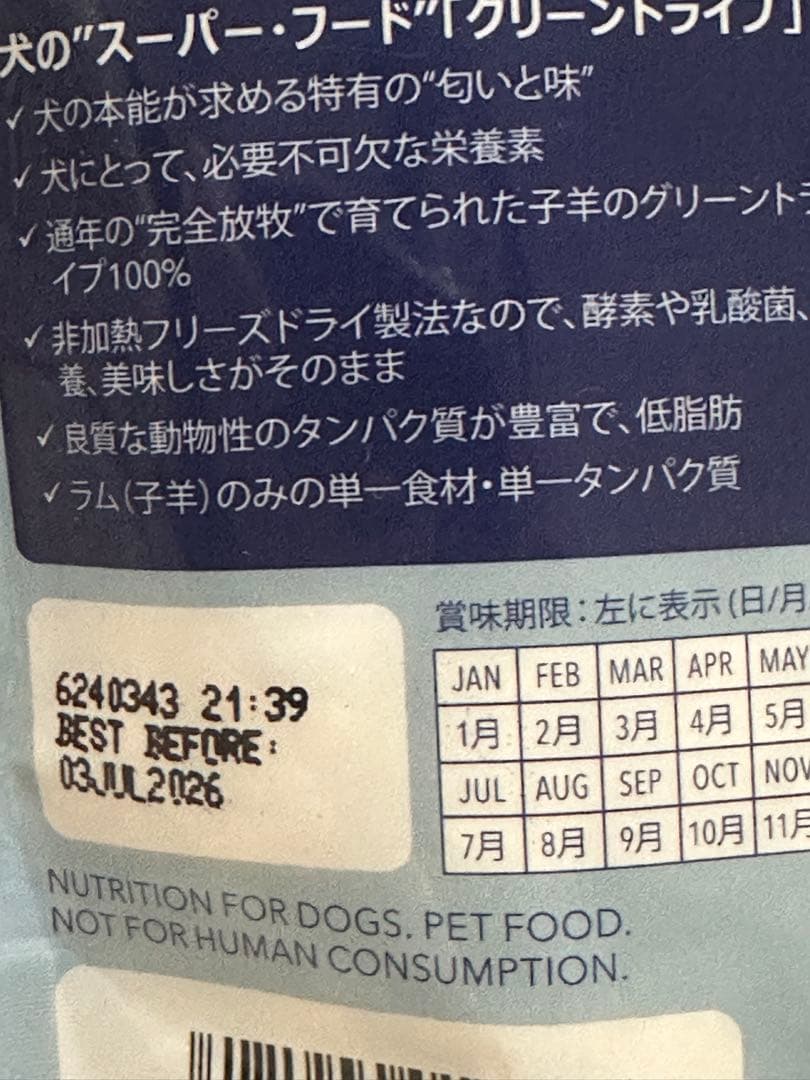 犬の"スーパー・フード"「グリーントライプ」
✓ 犬の本能が求める特有の“匂いと味”
✓ 犬にとって、必要不可欠な栄養素
✓ 通年の“完全放牧”で育てられた子羊のグリーントラ
イプ100%
✓ 非加熱フリーズドライ製法なので、酵素や乳酸菌、
養、美味しさがそのまま
✓ 良質な動物性のタンパク質が豊富で、低脂肪
✓ ラム(子羊)のみの単一食材・単一タンパク質
賞味期限:左に表示(日/月
6240343 21:39
BEST BEFORE:
03JUL2026
JAN FEB MAR APR MAY
1月 2月 3月 4月 5月
JUL AUG SEP OCT NOV
7月 8月 9月 10月 11月
NUTRITION FOR DOGS. PET FOOD.
NOT FOR HUMAN CONSUMPTION.